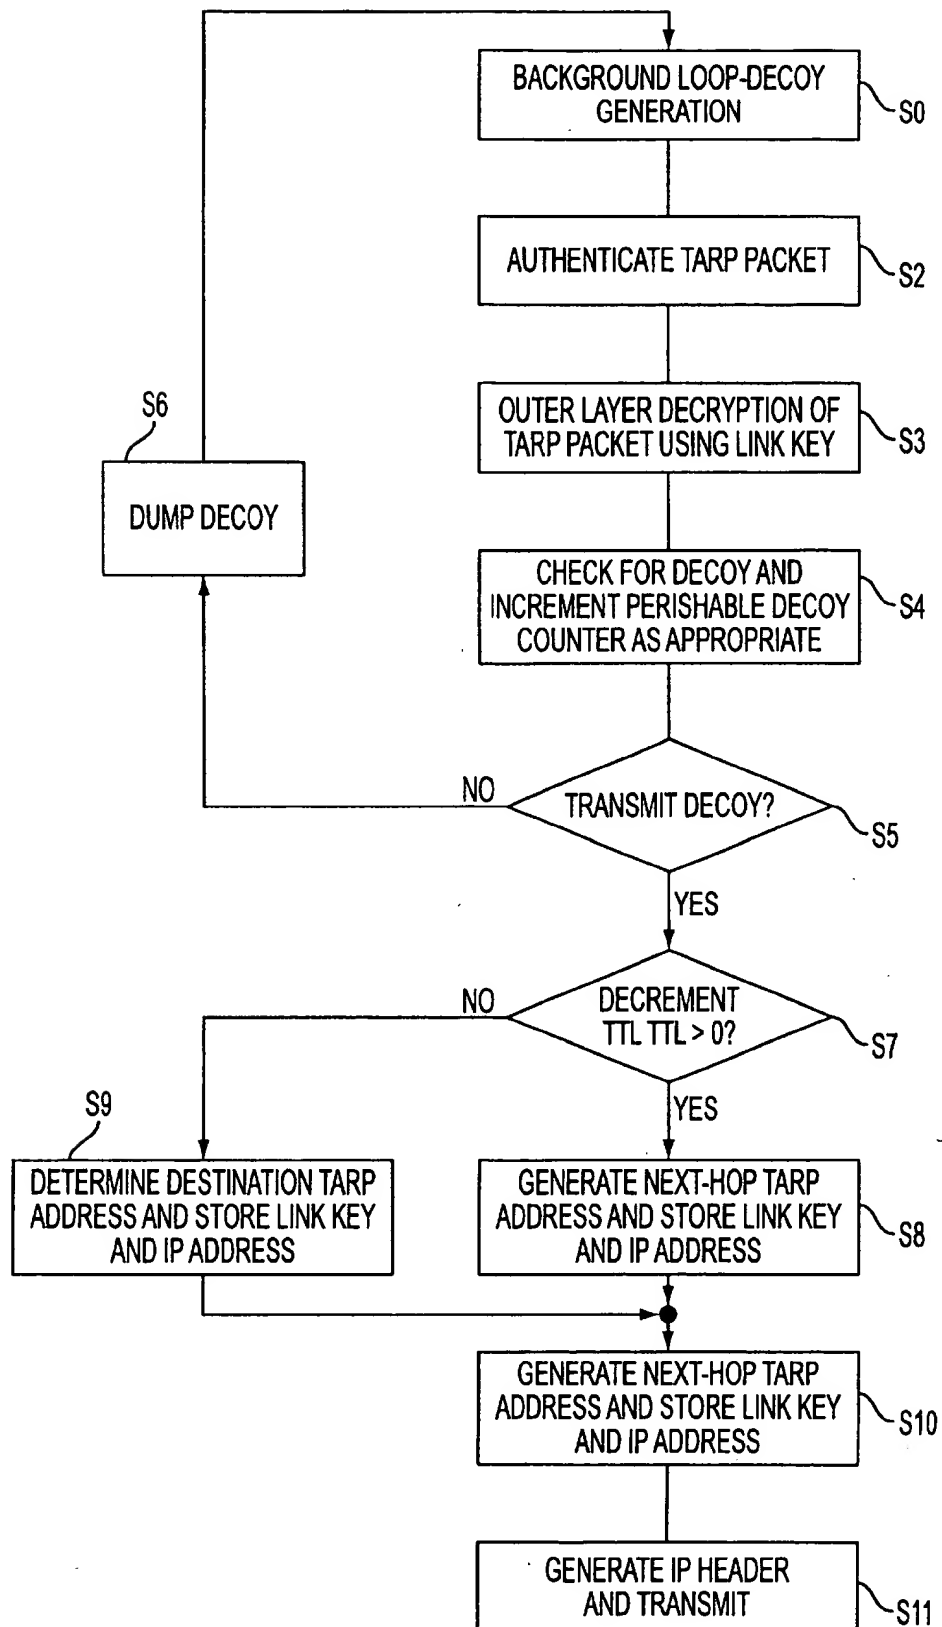 BACKGROUND LOOP-DECOY
GENERATION
S0
AUTHENTICATE TARP PACKET
S2
OUTER LAYER DECRYPTION OF
TARP PACKET USING LINK KEY
S3
S6
DUMP DECOY
CHECK FOR DECOY AND
INCREMENT PERISHABLE DECOY
COUNTER AS APPROPRIATE
S4
NO
TRANSMIT DECOY?
S5
YES
NO
DECREMENT
TTL TTL > 0?
S7
YES
S9
DETERMINE DESTINATION TARP
ADDRESS AND STORE LINK KEY
AND IP ADDRESS
GENERATE NEXT-HOP TARP
ADDRESS AND STORE LINK KEY
AND IP ADDRESS
S8
GENERATE NEXT-HOP TARP
ADDRESS AND STORE LINK KEY
AND IP ADDRESS
S10
GENERATE IP HEADER
AND TRANSMIT
S11